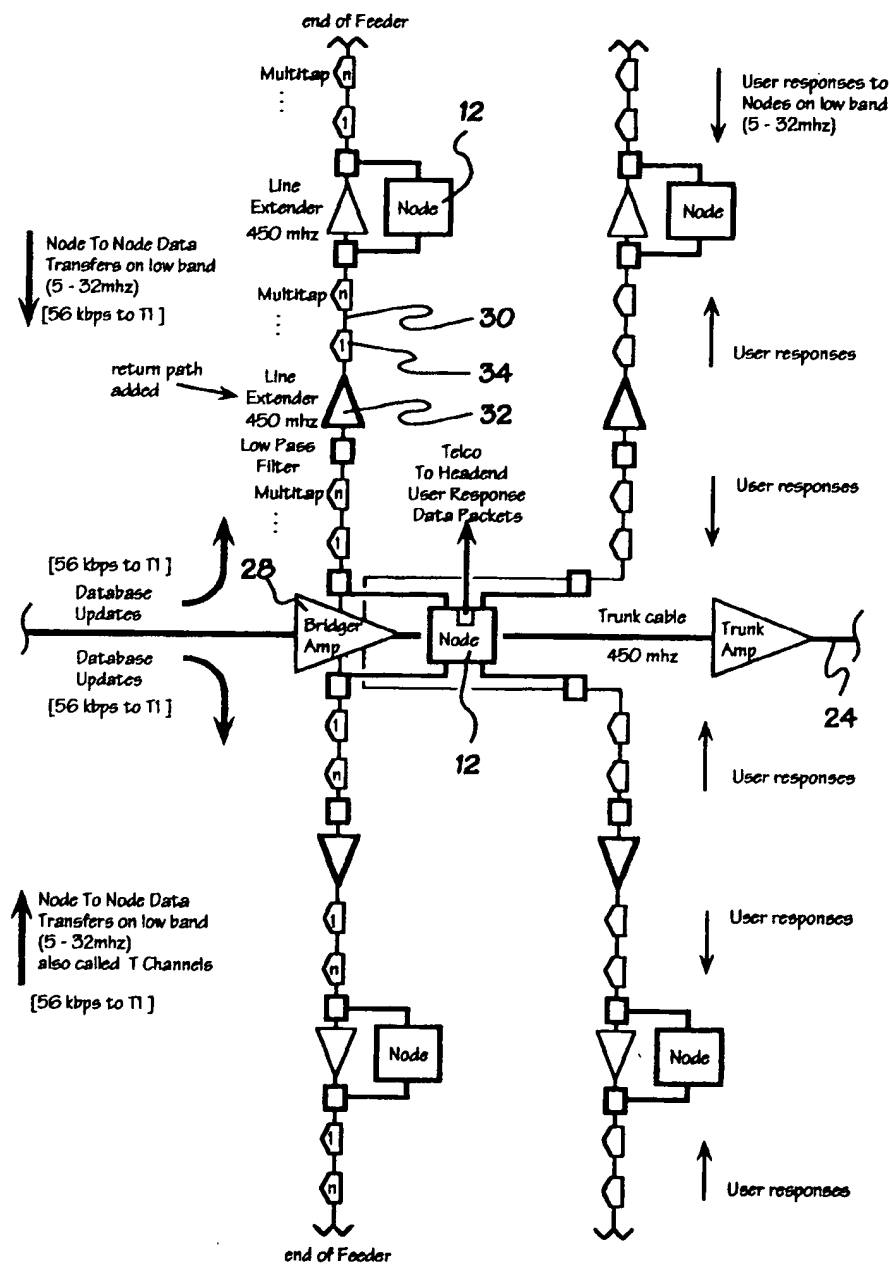 end of Feeder
Multitap
n
1
12
User responses to
Nodes on low band
(5 - 32mhz)
Line
Extender
450 mhz
Node
Node
Node To Node Data
Transfers on low band
(5 - 32mhz)
[56 kbps to T1 ]
Multitap
n
30
1
34
User responses
return path
added
Line
Extender
450 mhz
32
Low Pass
Filter
Telco
To Headend
User Response
Data Packets
Multitap
n
User responses
1
[56 kbps to T1 ]
Database
Updates
28
Bridger
Amp
Node
Trunk cable
450 mhz
Trunk
Amp
24
Database
Updates
[56 kbps to T1 ]
12
1
n
User responses
Node To Node Data
Transfers on low band
(5 - 32mhz)
also called T Channels
[56 kbps to T1 ]
1
n
User responses
Node
Node
1
n
User responses
end of Feeder